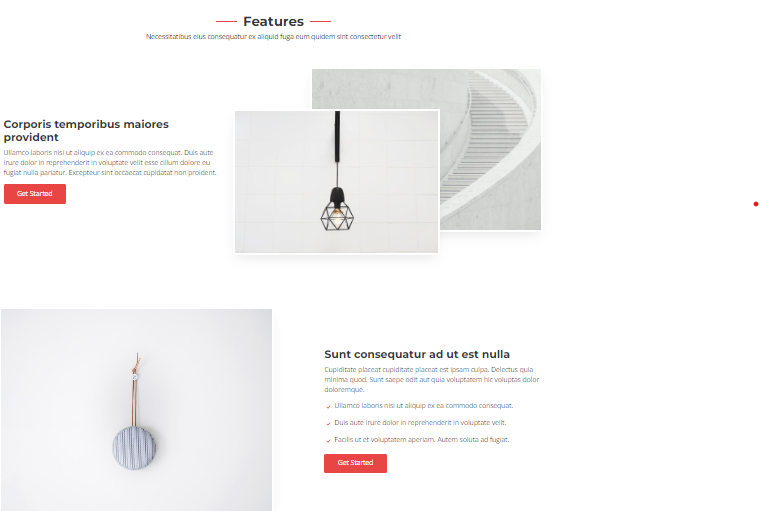 Features
Necessitatibus eius consequatur ex aliquid fuga eum quidem sint consectetur velit
Corporis temporibus maiores
provident
Ullamco laboris nisi ut aliquip ex ea commodo consequat. Duis aute
irure dolor in reprehenderit in voluptate velit esse cillum dolore eu
fugiat nulla pariatur. Excepteur sint occaecat cupidatat non proident.
Get Started
Sunt consequatur ad ut est nulla
Cupiditate placeat cupiditate placeat est ipsam culpa. Delectus quia
minima quod. Sunt saepe odit aut quia voluptatem hic voluptas dolor
doloremque.
Ullamco laboris nisi ut aliquip ex ea commodo consequat.
Duis aute irure dolor in reprehenderit in voluptate velit.
Facilis ut et voluptatem aperiam. Autem soluta ad fugiat.
Get Started